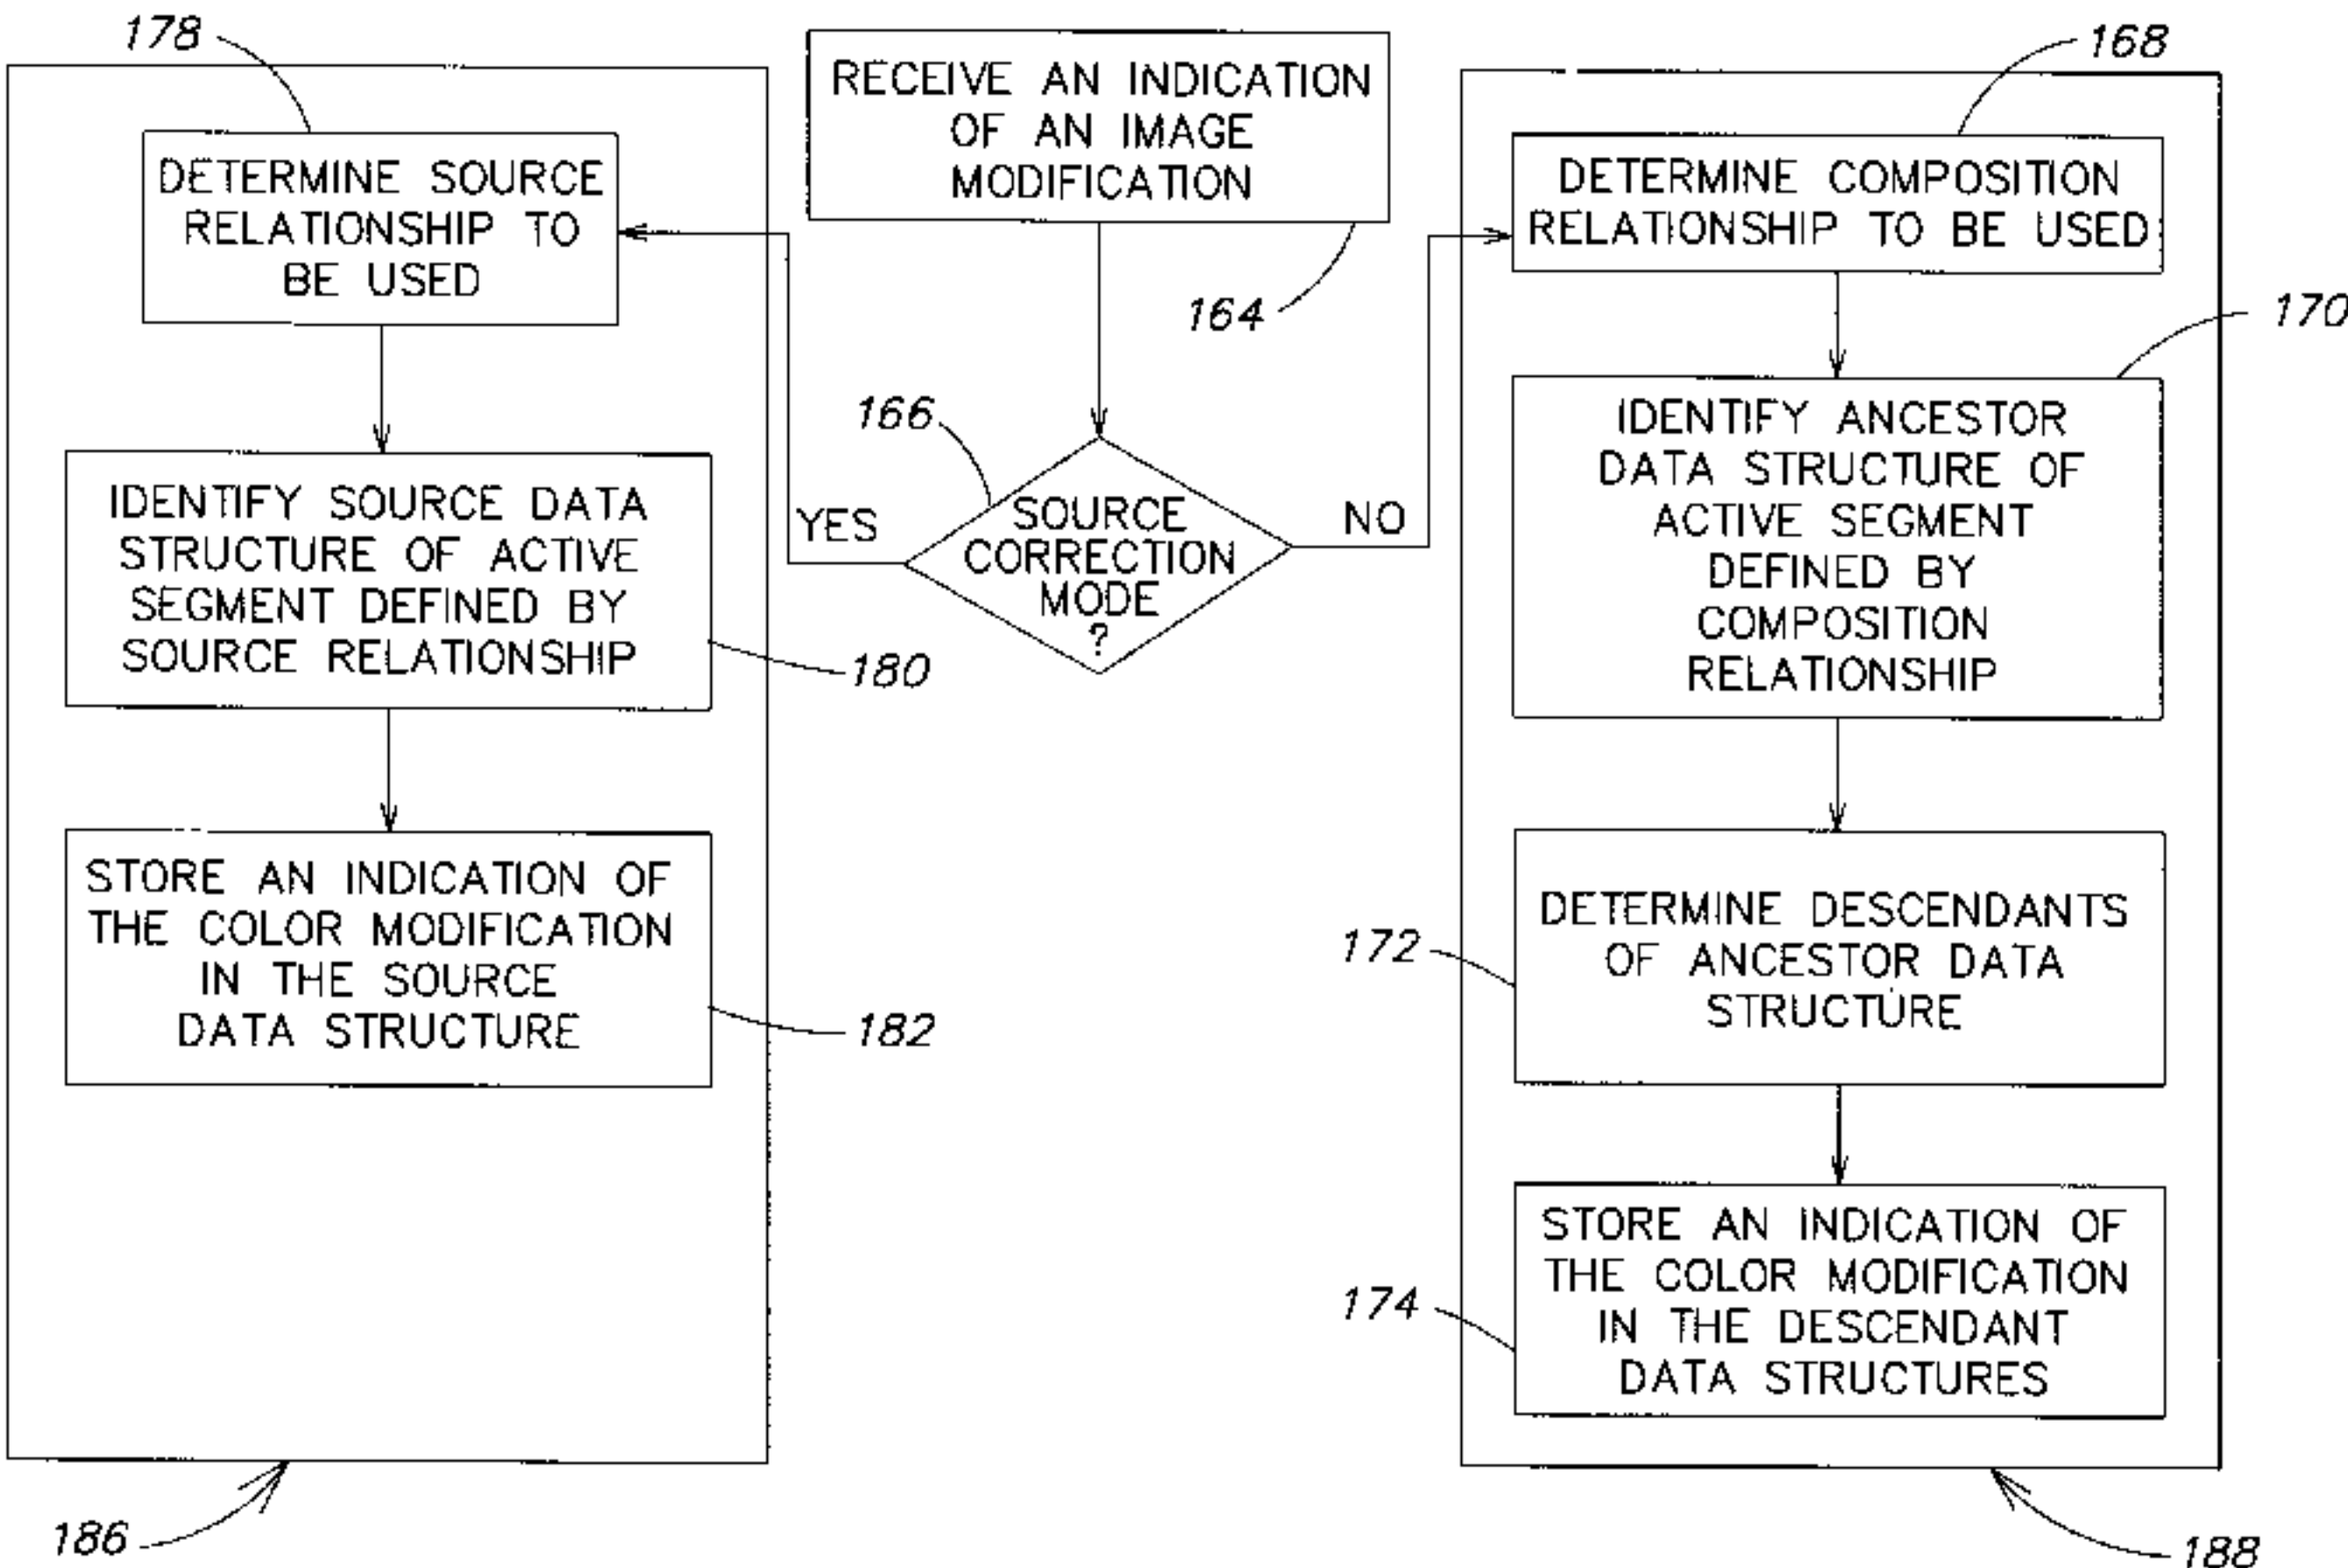 178
DETERMINE SOURCE
RELATIONSHIP TO
BE USED
IDENTIFY SOURCE DATA
STRUCTURE OF ACTIVE
SEGMENT DEFINED BY
SOURCE RELATIONSHIP
180
STORE AN INDICATION OF
THE COLOR MODIFICATION
IN THE SOURCE
DATA STRUCTURE
182
186
RECEIVE AN INDICATION
OF AN IMAGE
MODIFICATION
164
166
SOURCE
CORRECTION
MODE
?
YES
NO
168
DETERMINE COMPOSITION
RELATIONSHIP TO BE USED
170
IDENTIFY ANCESTOR
DATA STRUCTURE OF
ACTIVE SEGMENT
DEFINED BY
COMPOSITION
RELATIONSHIP
172
DETERMINE DESCENDANTS
OF ANCESTOR DATA
STRUCTURE
174
STORE AN INDICATION OF
THE COLOR MODIFICATION
IN THE DESCENDANT
DATA STRUCTURES
188